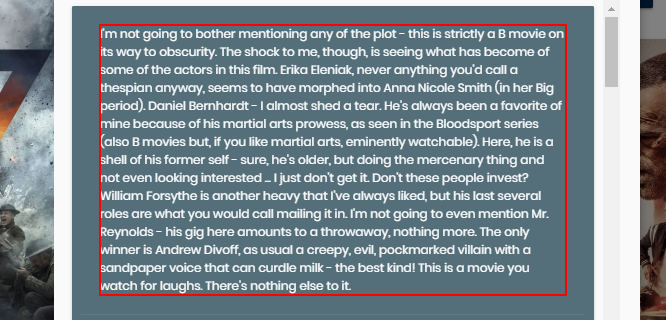 I'm not going to bother mentioning any of the plot - this is strictly a B movie on
its way to obscurity. The shock to me, though, is seeing what has become of
some of the actors in this film. Erika Eleniak, never anything you'd call a
thespian anyway, seems to have morphed into Anna Nicole Smith (in her Big
period). Daniel Bernhardt - I almost shed a tear. He's always been a favorite of
mine because of his martial arts prowess, as seen in the Bloodsport series
(also B movies but, if you like martial arts, eminently watchable). Here, he is a
shell of his former self - sure, he's older, but doing the mercenary thing and
not even looking interested ... I just don't get it. Don't these people invest?
William Forsythe is another heavy that I've always liked, but his last several
roles are what you would call mailing it in. I'm not going to even mention Mr.
Reynolds - his gig here amounts to a throwaway, nothing more. The only
winner is Andrew Divoff, as usual a creepy, evil, pockmarked villain with a
sandpaper voice that can curdle milk - the best kind! This is a movie you
watch for laughs. There's nothing else to it.